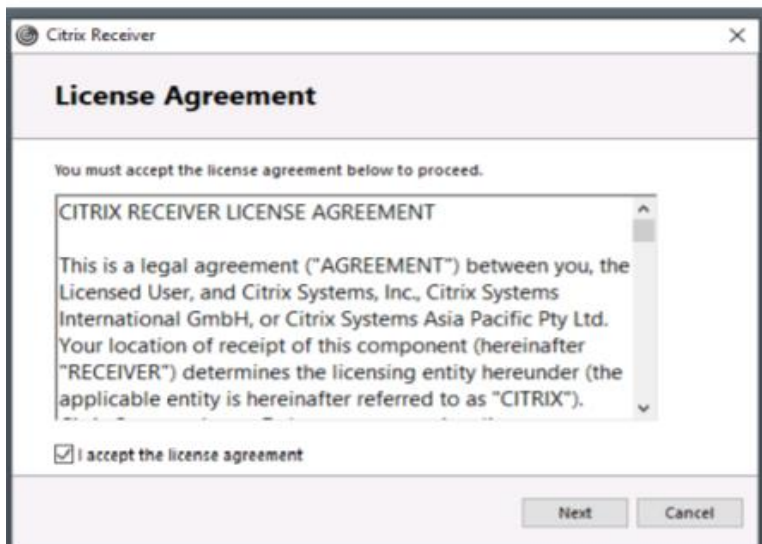 Citrix Receiver
License Agreement
You must accept the license agreement below to proceed.
CITRIX RECEIVER LICENSE AGREEMENT
This is a legal agreement ("AGREEMENT") between you, the
Licensed User, and Citrix Systems, Inc., Citrix Systems
International GmbH, or Citrix Systems Asia Pacific Pty Ltd.
Your location of receipt of this component (hereinafter
"RECEIVER") determines the licensing entity hereunder (the
applicable entity is hereinafter referred to as "CITRIX").
I accept the license agreement
Next
Cancel